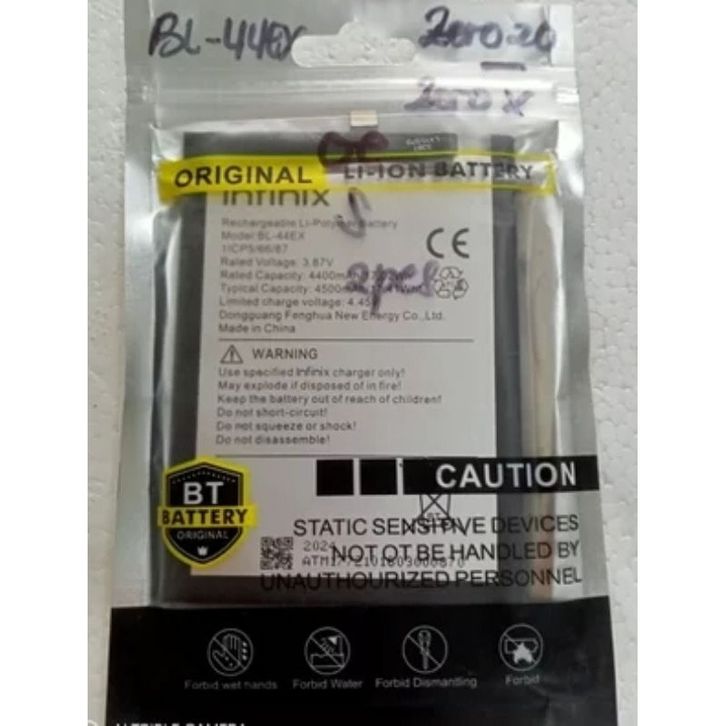 BL-44EX
Zero 20
Zero X
ORIGINAL
LI-ION BATTERY
Infinix
Rechargeable Li-Polymer Battery
Model: BL-44EX
1ICP5/66/87
Rated Voltage: 3.87V
Rated Capacity: 4400mAh
Typical Capacity: 4500mAh
Limited charge voltage: 4.45
Dongguang Fenghua New Energy Co.,Ltd.
Made in China
CE
WARNING
Use specified Infinix charger only!
May explode if disposed of in fire!
Keep the battery out of reach of children!
Do not short-circuit!
Do not squeeze or shock!
Do not disassemble!
BT
BATTERY
ORIGINAL
CAUTION
STATIC SENSITIVE DEVICES
NOT OT BE HANDLED BY
UNAUTHOURIZED PERSONNEL
2024
Forbid wet hands
Forbid Water
Forbid Dismantling
Forbid